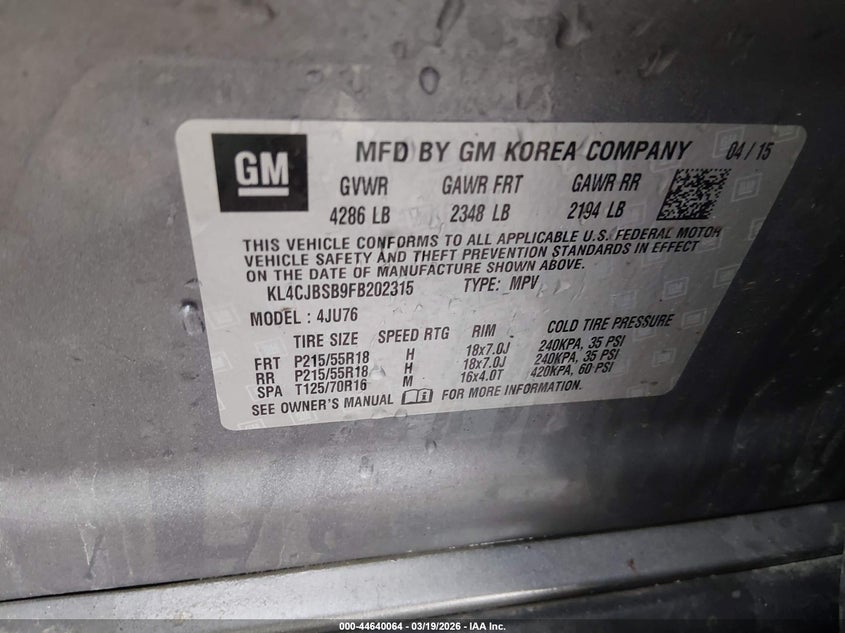 GM
MFD BY GM KOREA COMPANY 04 / 15
GVWR GAWR FRT GAWR RR
4286 LB 2348 LB 2194 LB
THIS VEHICLE CONFORMS TO ALL APPLICABLE U.S. FEDERAL MOTOR
VEHICLE SAFETY AND THEFT PREVENTION STANDARDS IN EFFECT
ON THE DATE OF MANUFACTURE SHOWN ABOVE.
KL4CJBSB9FB202315 TYPE: MPV
MODEL : 4JU76
TIRE SIZE SPEED RTG RIM COLD TIRE PRESSURE
FRT P215/55R18 H 18x7.0J 240KPA, 35 PSI
RR P215/55R18 H 18x7.0J 240KPA, 35 PSI
SPA T125/70R16 M 16x4.0T 420KPA, 60 PSI
SEE OWNER'S MANUAL FOR MORE INFORMATION.
000-44640064 | 03/19/2026 - IAA Inc.